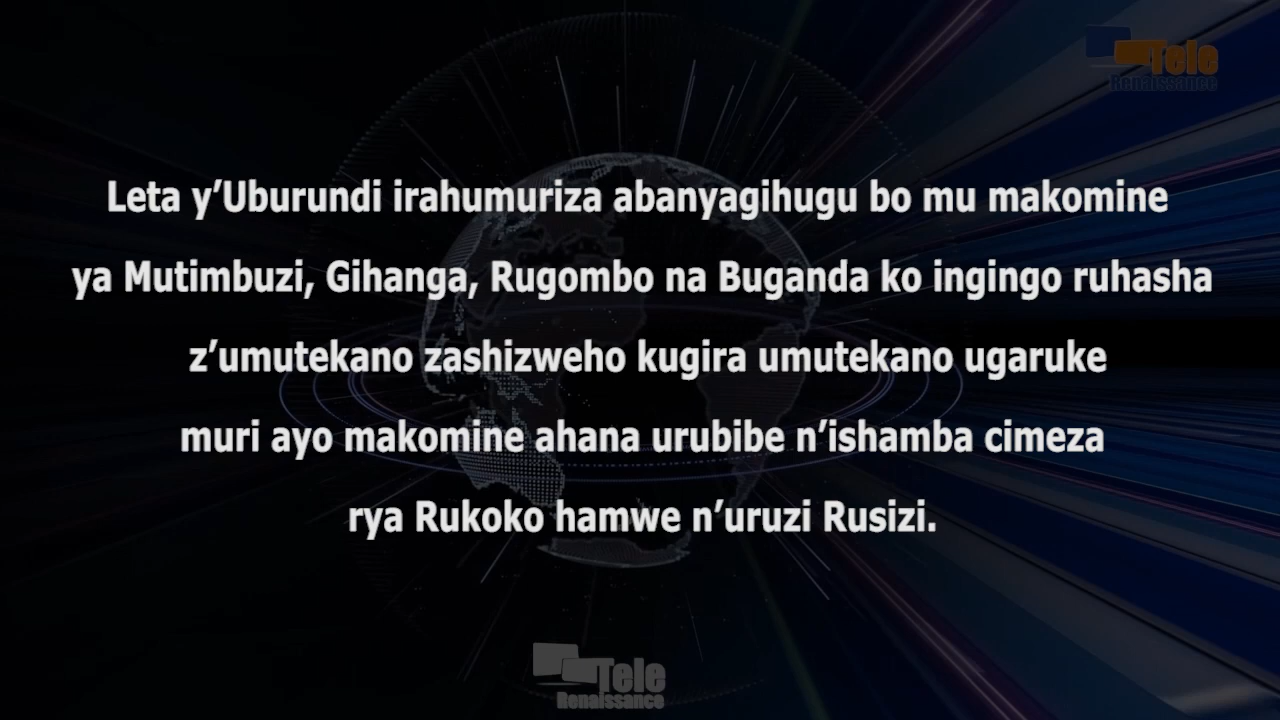 Tele
Renaissance
Leta y’Uburundi irahumuriza abanyagihugu bo mu makomine
ya Mutimbuzi, Gihanga, Rugombo na Buganda ko ingingo ruhasha
z’umutekano zashizweho kugira umutekano ugaruke
muri ayo makomine ahana urubibe n’ishamba cimeza
rya Rukoko hamwe n’uruzi Rusizi.
Tele
Renaissance